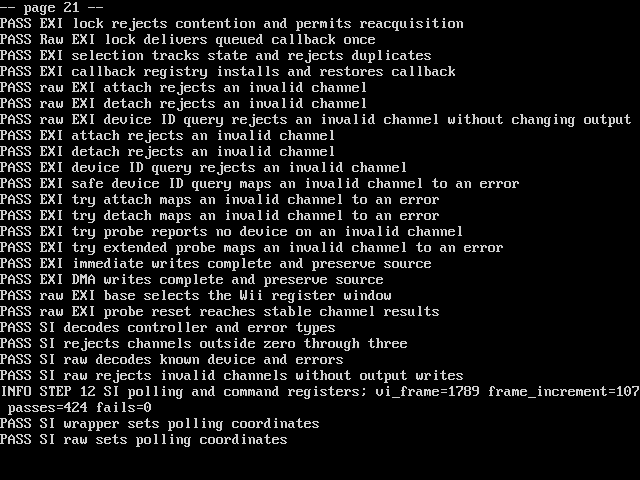 -- page 21 --
PASS EXI lock rejects contention and permits reacquisition
PASS Raw EXI lock delivers queued callback once
PASS EXI selection tracks state and rejects duplicates
PASS EXI callback registry installs and restores callback
PASS raw EXI attach rejects an invalid channel
PASS raw EXI detach rejects an invalid channel
PASS raw EXI device ID query rejects an invalid channel without changing output
PASS EXI attach rejects an invalid channel
PASS EXI detach rejects an invalid channel
PASS EXI device ID query rejects an invalid channel
PASS EXI safe device ID query maps an invalid channel to an error
PASS EXI try attach maps an invalid channel to an error
PASS EXI try detach maps an invalid channel to an error
PASS EXI try probe reports no device on an invalid channel
PASS EXI try extended probe maps an invalid channel to an error
PASS EXI immediate writes complete and preserve source
PASS EXI DMA writes complete and preserve source
PASS raw EXI base selects the Wii register window
PASS raw EXI probe reset reaches stable channel results
PASS SI decodes controller and error types
PASS SI rejects channels outside zero through three
PASS SI raw decodes known device and errors
PASS SI raw rejects invalid channels without output writes
INFO STEP 12 SI polling and command registers; vi_frame=1789 frame_increment=107
 passes=424 fails=0
PASS SI wrapper sets polling coordinates
PASS SI raw sets polling coordinates